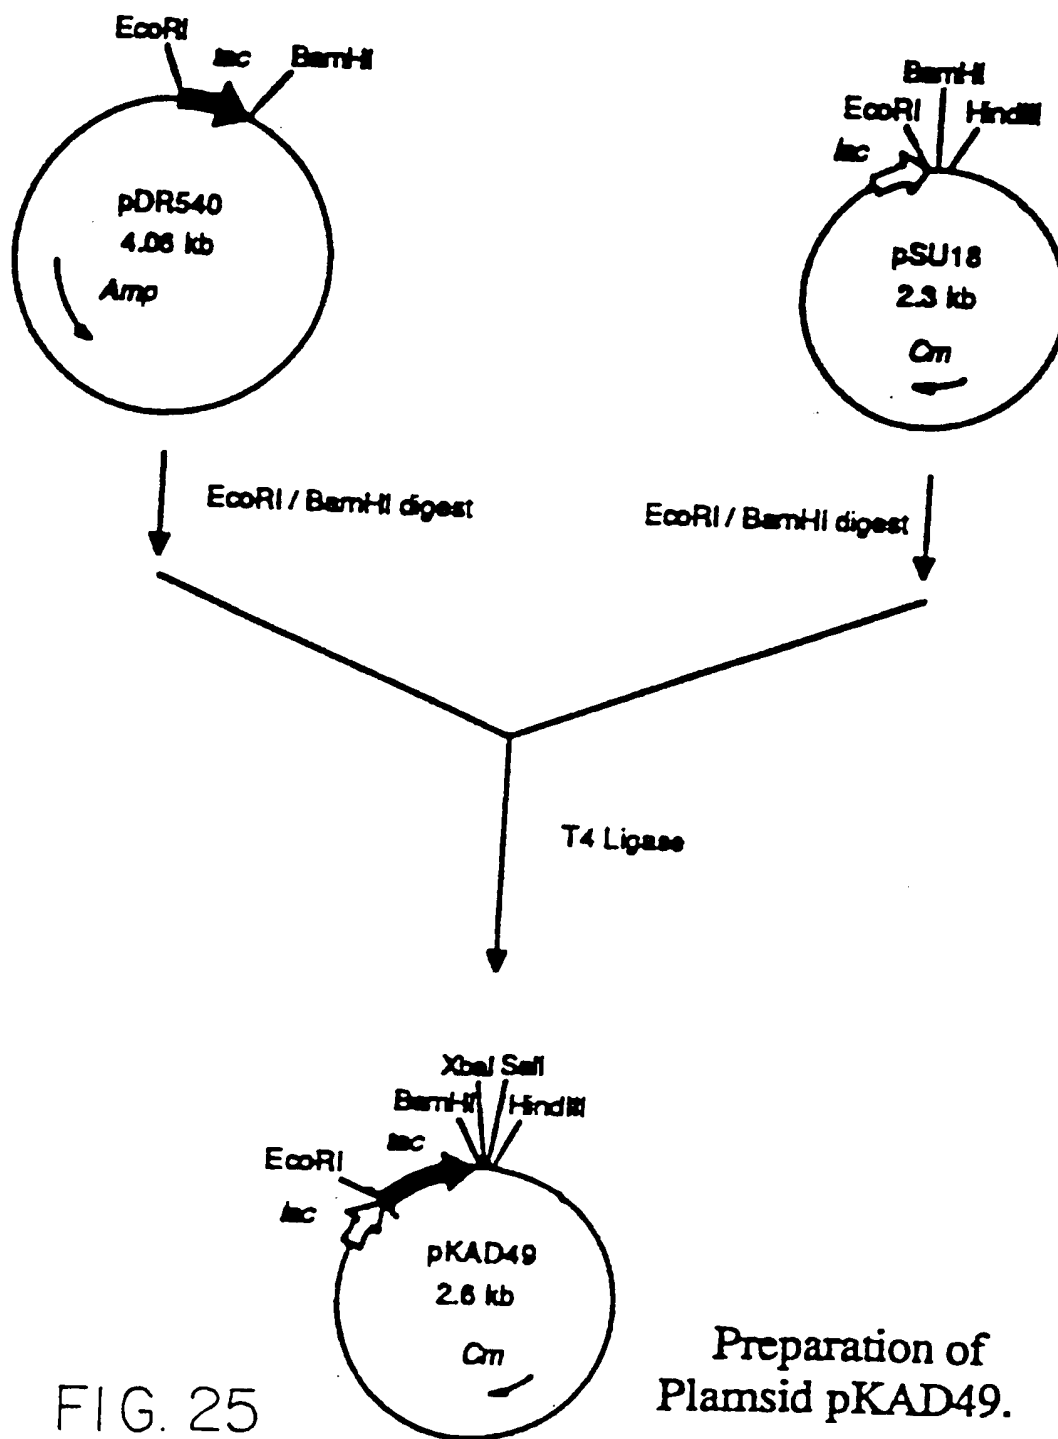 EcoRI
tac
BamHI
pDR540
4.06 kb
Amp
BamHI
EcoRI
HindIII
lac
pSU18
2.3 kb
Cm
EcoRI / BamHI digest
EcoRI / BamHI digest
T4 Ligase
XbaI SalI
BamHI
HindIII
tac
EcoRI
lac
pKAD49
2.6 kb
Cm
Preparation of
Plamsid pKAD49.
FIG. 25